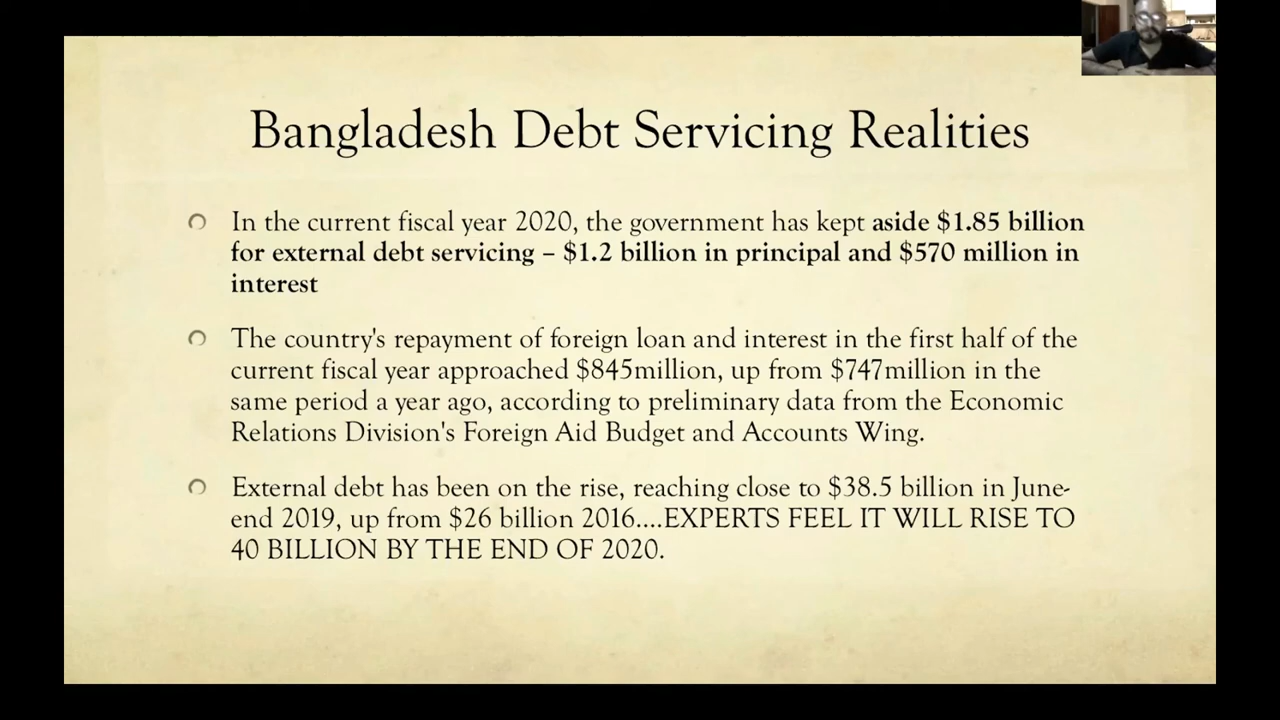 Bangladesh Debt Servicing Realities
In the current fiscal year 2020, the government has kept aside $1.85 billion
for external debt servicing – $1.2 billion in principal and $570 million in
interest
The country's repayment of foreign loan and interest in the first half of the
current fiscal year approached $845million, up from $747million in the
same period a year ago, according to preliminary data from the Economic
Relations Division's Foreign Aid Budget and Accounts Wing.
External debt has been on the rise, reaching close to $38.5 billion in June-
end 2019, up from $26 billion 2016....EXPERTS FEEL IT WILL RISE TO
40 BILLION BY THE END OF 2020.